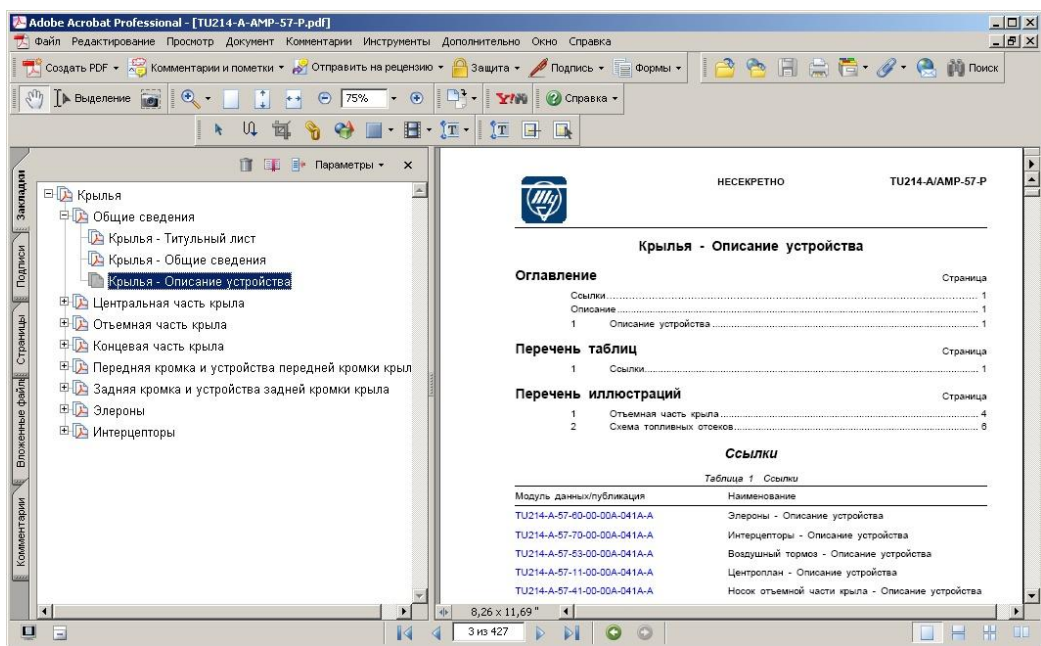 Adobe Acrobat Professional - [TU214-A-AMP-57-P.pdf]
Файл Редактирование Просмотр Документ Комментарии Инструменты Дополнительно Окно Справка
Создать PDF Комментарии и пометки Отправить на рецензию Защита Подпись Формы Поиск
Выделение 75% Y! Справка
Параметры
Закладки
Подписи
Страницы
Вложенные файлы
Комментарии
Крылья
Общие сведения
Крылья - Титульный лист
Крылья - Общие сведения
Крылья - Описание устройства
Центральная часть крыла
Отъемная часть крыла
Концевая часть крыла
Передняя кромка и устройства передней кромки крыл
Задняя кромка и устройства задней кромки крыла
Элероны
Интерцепторы
НЕСЕКРЕТНО TU214-A/AMP-57-P
Крылья - Описание устройства
Оглавление Страница
Ссылки 1
Описание 1
1 Описание устройства 1
Перечень таблиц Страница
1 Ссылки 1
Перечень иллюстраций Страница
1 Отъемная часть крыла 4
2 Схема топливных отсеков 6
Ссылки
Таблица 1 Ссылки
Модуль данных/публикация Наименование
TU214-A-57-60-00-00A-041A-A Элероны - Описание устройства
TU214-A-57-70-00-00A-041A-A Интерцепторы - Описание устройства
TU214-A-57-53-00-00A-041A-A Воздушный тормоз - Описание устройства
TU214-A-57-11-00-00A-041A-A Центроплан - Описание устройства
TU214-A-57-41-00-00A-041A-A Носок отъемной части крыла - Описание устройства
8,26 x 11,69 "
3 из 427